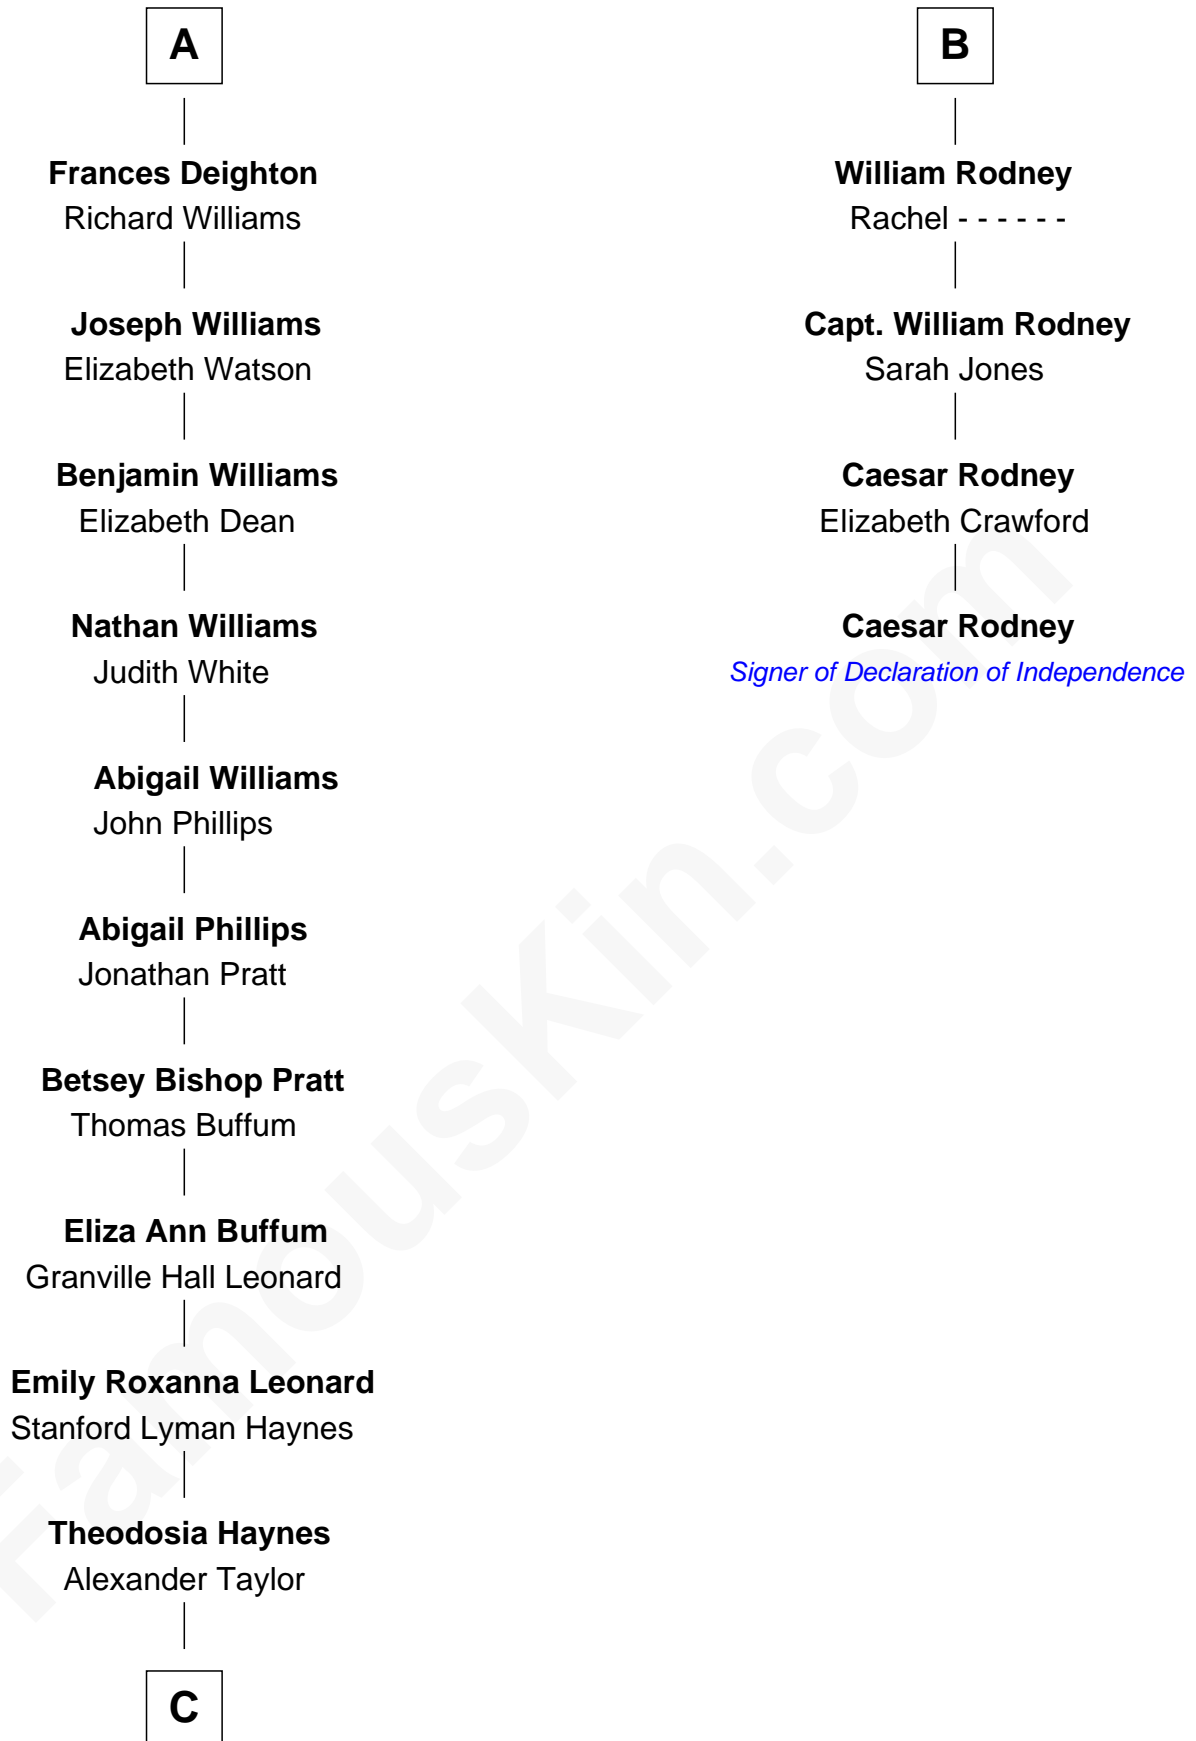 A
Frances Deighton
Richard Williams
Joseph Williams
Elizabeth Watson
Benjamin Williams
Elizabeth Dean
Nathan Williams
Judith White
Abigail Williams
John Phillips
Abigail Phillips
Jonathan Pratt
Betsey Bishop Pratt
Thomas Buffum
Eliza Ann Buffum
Granville Hall Leonard
Emily Roxanna Leonard
Stanford Lyman Haynes
Theodosia Haynes
Alexander Taylor
C
B
William Rodney
Rachel - - - - - -
Capt. William Rodney
Sarah Jones
Caesar Rodney
Elizabeth Crawford
Caesar Rodney
Signer of Declaration of Independence
FamousKin.com